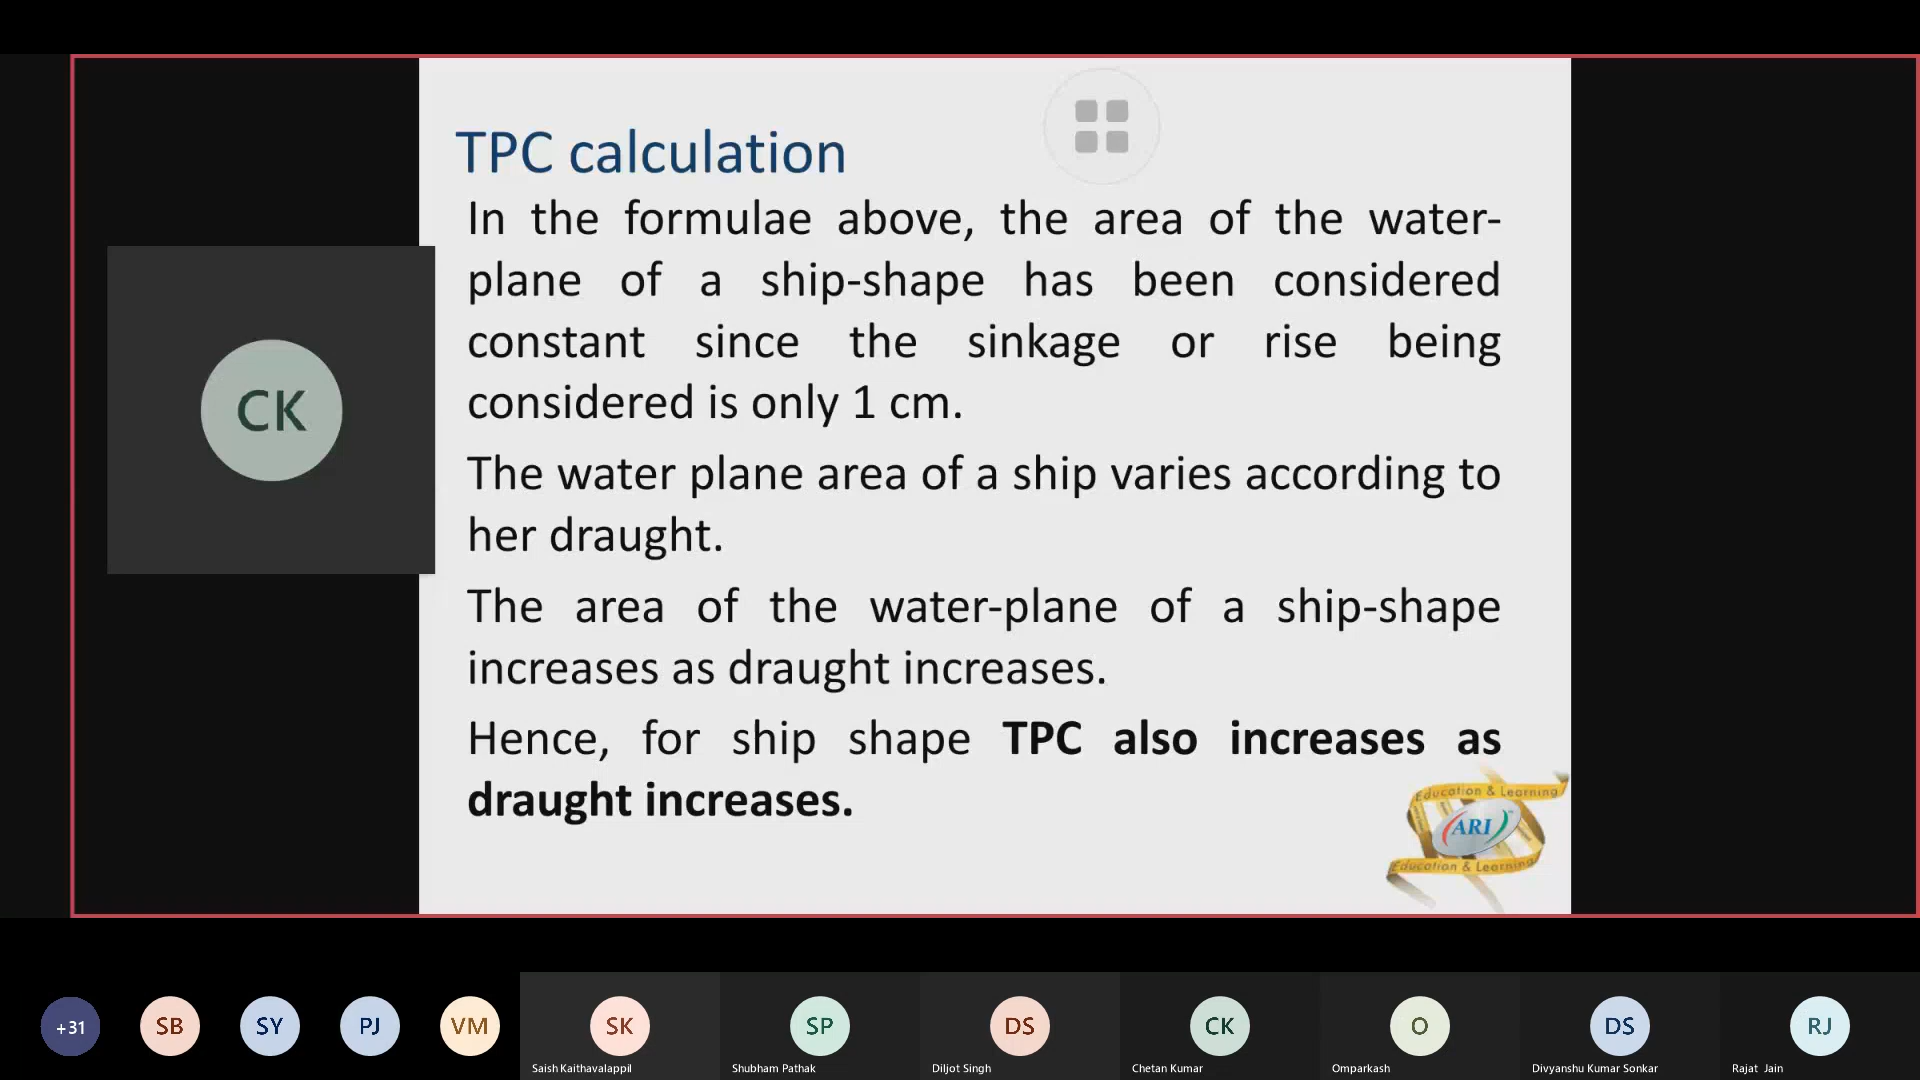 TPC calculation
In the formulae above, the area of the water-
plane of a ship-shape has been considered
constant since the sinkage or rise being
considered is only 1 cm.
The water plane area of a ship varies according to
her draught.
The area of the water-plane of a ship-shape
increases as draught increases.
Hence, for ship shape TPC also increases as
draught increases.
CK
Education & Learning
ARI
Education & Learning
+31
SB
SY
PJ
VM
SK
SP
DS
CK
O
DS
RJ
Saish Kaithavalappil
Shubham Pathak
Diljot Singh
Chetan Kumar
Omparkash
Divyanshu Kumar Sonkar
Rajat Jain